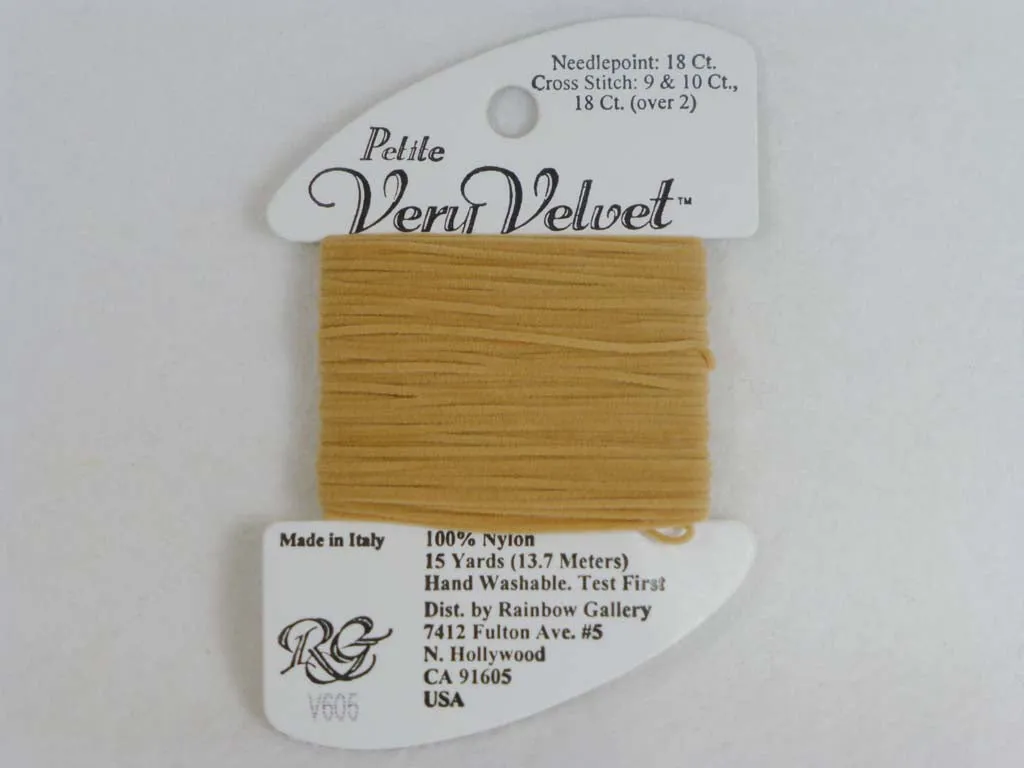 Needlepoint: 18 Ct.
Cross Stitch: 9 & 10 Ct.,
18 Ct. (over 2)
Petite
Very Velvet™
Made in Italy
100% Nylon
15 Yards (13.7 Meters)
Hand Washable. Test First
Dist. by Rainbow Gallery
7412 Fulton Ave. #5
N. Hollywood
CA 91605
USA
RG
V605